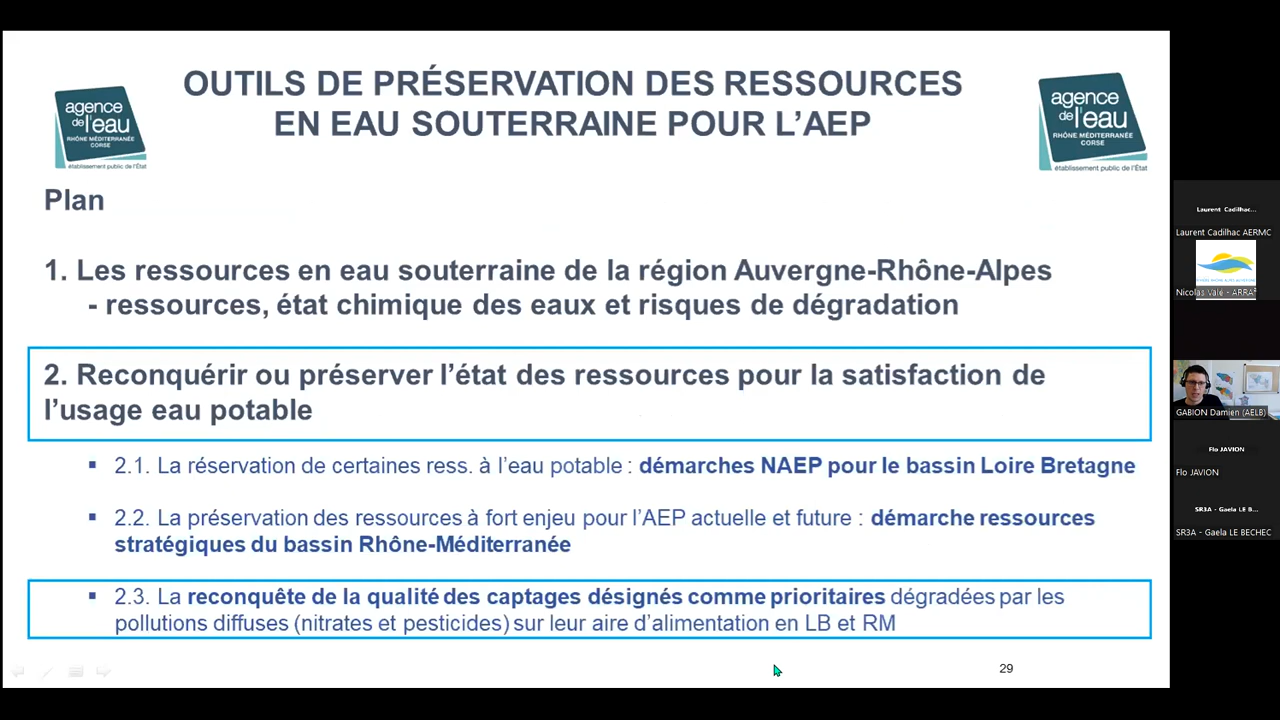 OUTILS DE PRÉSERVATION DES RESSOURCES
EN EAU SOUTERRAINE POUR L'AEP
agence
de l'eau
RHÔNE MÉDITERRANÉE
CORSE
établissement public de l'État
agence
de l'eau
RHÔNE MÉDITERRANÉE
CORSE
établissement public de l'État
Plan
1. Les ressources en eau souterraine de la région Auvergne-Rhône-Alpes
- ressources, état chimique des eaux et risques de dégradation
2. Reconquérir ou préserver l'état des ressources pour la satisfaction de
l'usage eau potable
▪ 2.1. La réservation de certaines ress. à l'eau potable : démarches NAEP pour le bassin Loire Bretagne
▪ 2.2. La préservation des ressources à fort enjeu pour l'AEP actuelle et future : démarche ressources
stratégiques du bassin Rhône-Méditerranée
▪ 2.3. La reconquête de la qualité des captages désignés comme prioritaires dégradées par les
pollutions diffuses (nitrates et pesticides) sur leur aire d'alimentation en LB et RM
29
Laurent Cadilhac...
Laurent Cadilhac AERMC
Nicolas Valé - ARRA²
GABION Damien (AELB)
Flo JAVION
Flo JAVION
SR3A - Gaela LE B...
SR3A - Gaela LE BECHEC